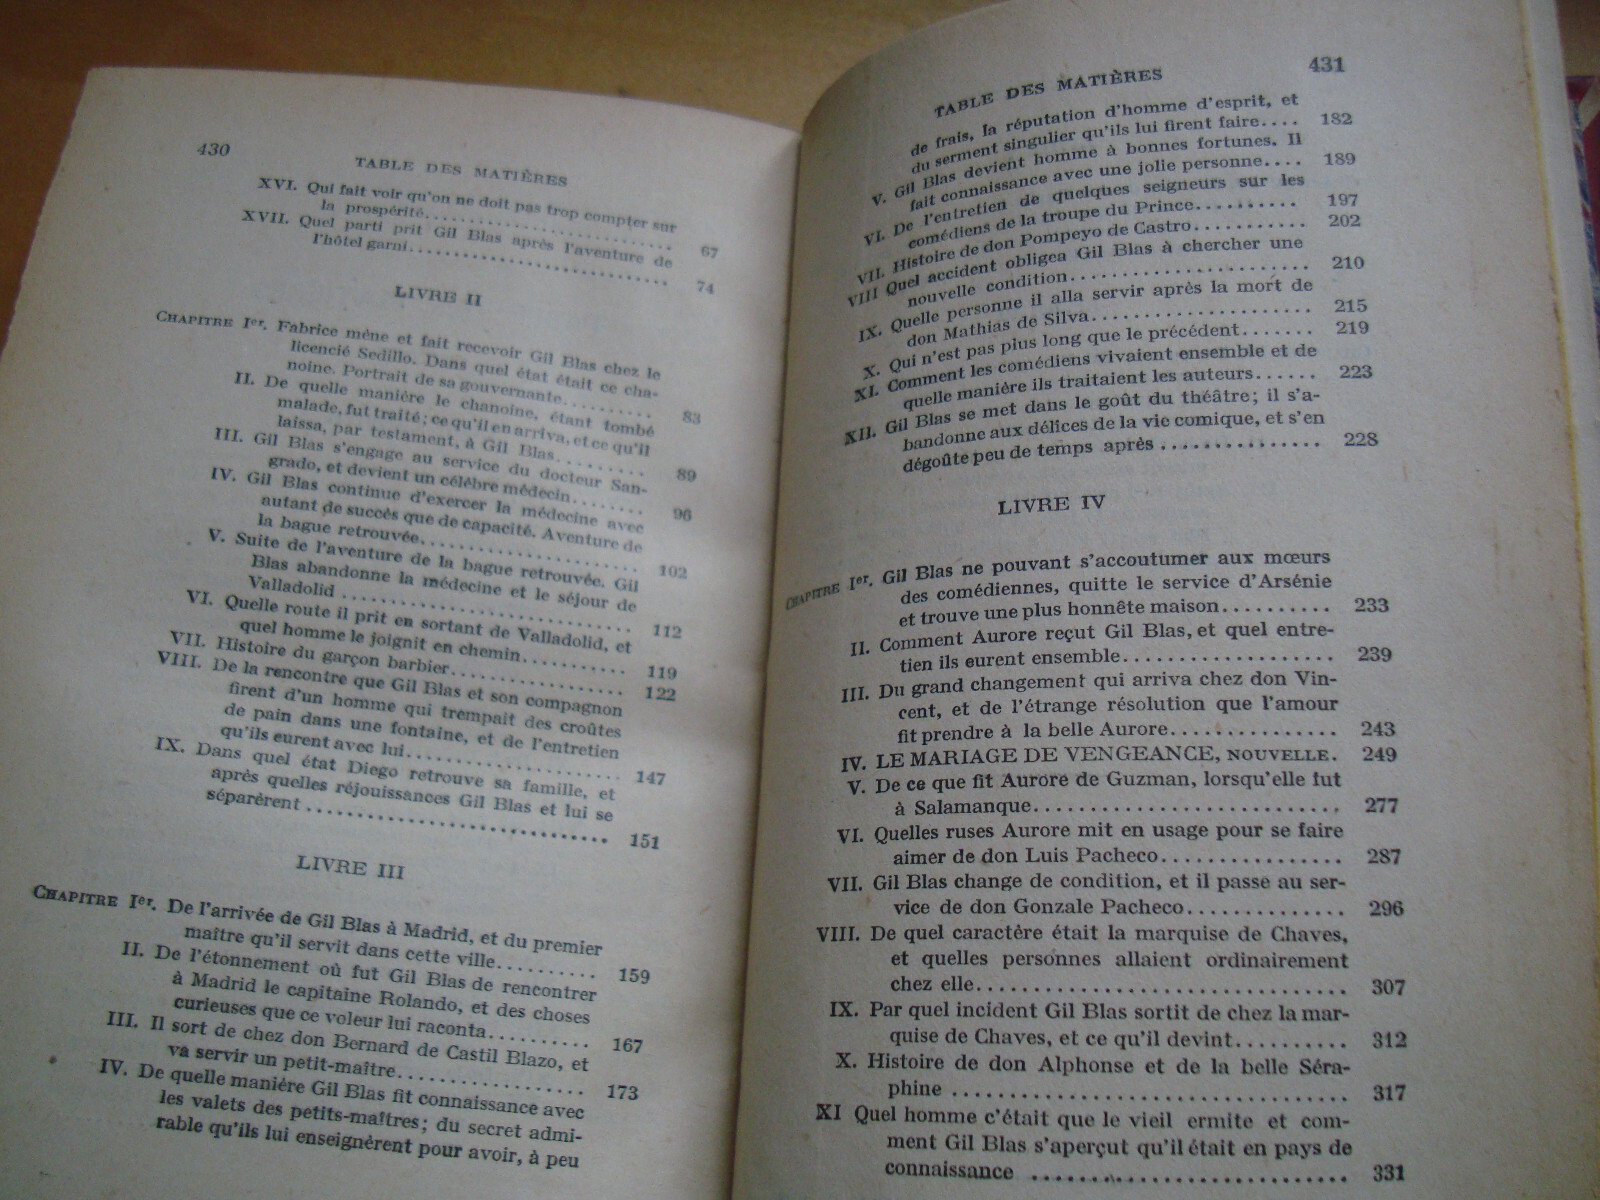 430
TABLE DES MATIÈRES
XVI. Qui fait voir qu'on ne doit pas trop compter sur
la prospérité.................... 67
XVII. Quel parti prit Gil Blas après l'aventure de
l'hôtel garni.................... 74
LIVRE II
CHAPITRE Ier. Fabrice mène et fait recevoir Gil Blas chez le
licencié Sedillo. Dans quel état était ce cha-
noine. Portrait de sa gouvernante.......... 83
II. De quelle manière le chanoine, étant tombé
malade, fut traité; ce qu'il en arriva, et ce qu'il
laissa, par testament, à Gil Blas......... 89
III. Gil Blas s'engage au service du docteur San-
grado, et devient un célèbre médecin........ 96
IV. Gil Blas continue d'exercer la médecine avec
autant de succès que de capacité. Aventure de
la bague retrouvée.................... 102
V. Suite de l'aventure de la bague retrouvée. Gil
Blas abandonne la médecine et le séjour de
Valladolid .......................... 112
VI. Quelle route il prit en sortant de Valladolid, et
quel homme le joignit en chemin........... 119
VII. Histoire du garçon barbier................. 122
VIII. De la rencontre que Gil Blas et son compagnon
firent d'un homme qui trempait des croûtes
de pain dans une fontaine, et de l'entretien
qu'ils eurent avec lui..................... 147
IX. Dans quel état Diego retrouve sa famille, et
après quelles réjouissances Gil Blas et lui se
séparèrent .............................. 151
LIVRE III
CHAPITRE Ier. De l'arrivée de Gil Blas à Madrid, et du premier
maître qu'il servit dans cette ville.......... 159
II. De l'étonnement où fut Gil Blas de rencontrer
à Madrid le capitaine Rolando, et des choses
curieuses que ce voleur lui raconta.......... 167
III. Il sort de chez don Bernard de Castil Blazo, et
va servir un petit-maître.................. 173
IV. De quelle manière Gil Blas fit connaissance avec
les valets des petits-maîtres; du secret admi-
rable qu'ils lui enseignèrent pour avoir, à peu
431
TABLE DES MATIÈRES
de frais, la réputation d'homme d'esprit, et
du serment singulier qu'ils lui firent faire.... 182
V. Gil Blas devient homme à bonnes fortunes. Il
fait connaissance avec une jolie personne.... 189
VI. De l'entretien de quelques seigneurs sur les
comédiens de la troupe du Prince.......... 197
VII. Histoire de don Pompeyo de Castro........... 202
VIII Quel accident obligea Gil Blas à chercher une
nouvelle condition........................ 210
IX. Quelle personne il alla servir après la mort de
don Mathias de Silva.................... 215
X. Qui n'est pas plus long que le précédent....... 219
XI. Comment les comédiens vivaient ensemble et de
quelle manière ils traitaient les auteurs...... 223
XII. Gil Blas se met dans le goût du théâtre; il s'a-
bandonne aux délices de la vie comique, et s'en
dégoûte peu de temps après ............... 228
LIVRE IV
CHAPITRE Ier. Gil Blas ne pouvant s'accoutumer aux mœurs
des comédiennes, quitte le service d'Arsénie
et trouve une plus honnête maison.......... 233
II. Comment Aurore reçut Gil Blas, et quel entre-
tien ils eurent ensemble.................. 239
III. Du grand changement qui arriva chez don Vin-
cent, et de l'étrange résolution que l'amour
fit prendre à la belle Aurore............... 243
IV. LE MARIAGE DE VENGEANCE, NOUVELLE. 249
V. De ce que fit Aurore de Guzman, lorsqu'elle fut
à Salamanque........................... 277
VI. Quelles ruses Aurore mit en usage pour se faire
aimer de don Luis Pacheco................ 287
VII. Gil Blas change de condition, et il passe au ser-
vice de don Gonzale Pacheco.............. 296
VIII. De quel caractère était la marquise de Chaves,
et quelles personnes allaient ordinairement
chez elle................................ 307
IX. Par quel incident Gil Blas sortit de chez la mar-
quise de Chaves, et ce qu'il devint.......... 312
X. Histoire de don Alphonse et de la belle Séra-
phine .................................. 317
XI Quel homme c'était que le vieil ermite et com-
ment Gil Blas s'aperçut qu'il était en pays de
connaissance ........................... 331